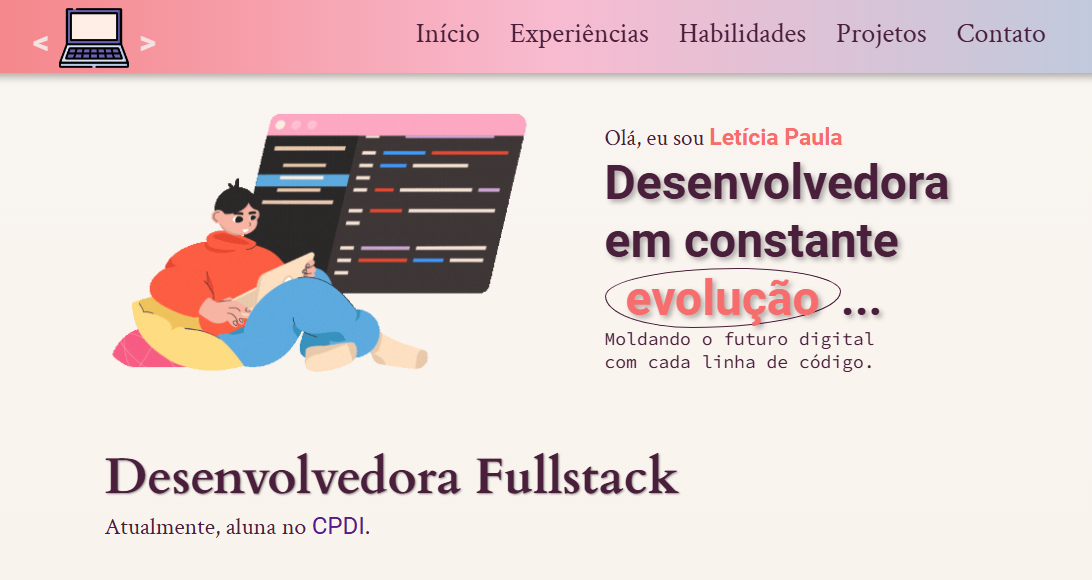 < >
Início Experiências Habilidades Projetos Contato
Olá, eu sou Letícia Paula
Desenvolvedora
em constante
evolução ...
Moldando o futuro digital
com cada linha de código.
Desenvolvedora Fullstack
Atualmente, aluna no CPDI.